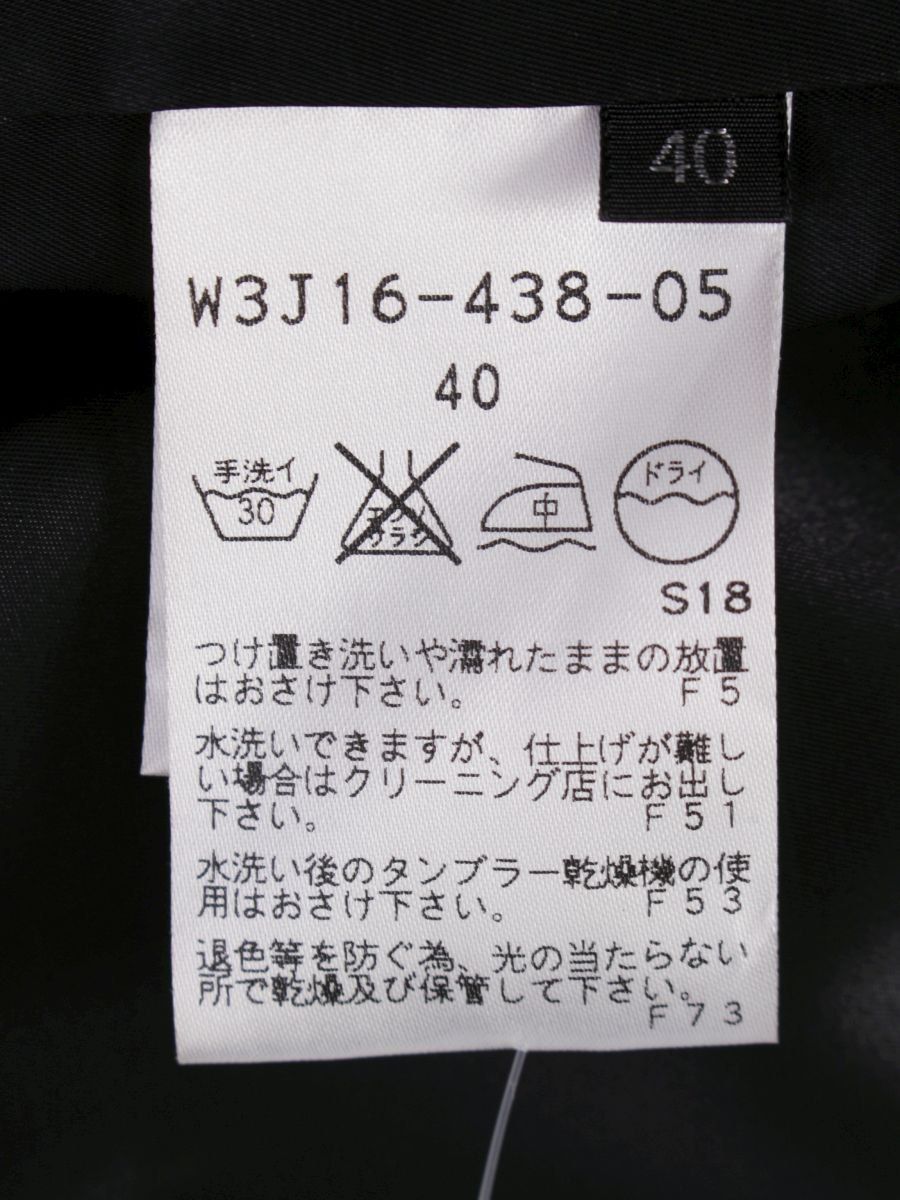 40
W3J16-438-05
40
手洗イ
30
エンソ
サラシ
中
ドライ
S18
つけ置き洗いや濡れたままの放置
はおさけ下さい。 F5
水洗いできますが、仕上げが難し
い場合はクリーニング店にお出し
下さい。 F51
水洗い後のタンブラー乾燥機の使
用はおさけ下さい。 F53
退色等を防ぐ為、光の当たらない
所で乾燥及び保管して下さい。
F73